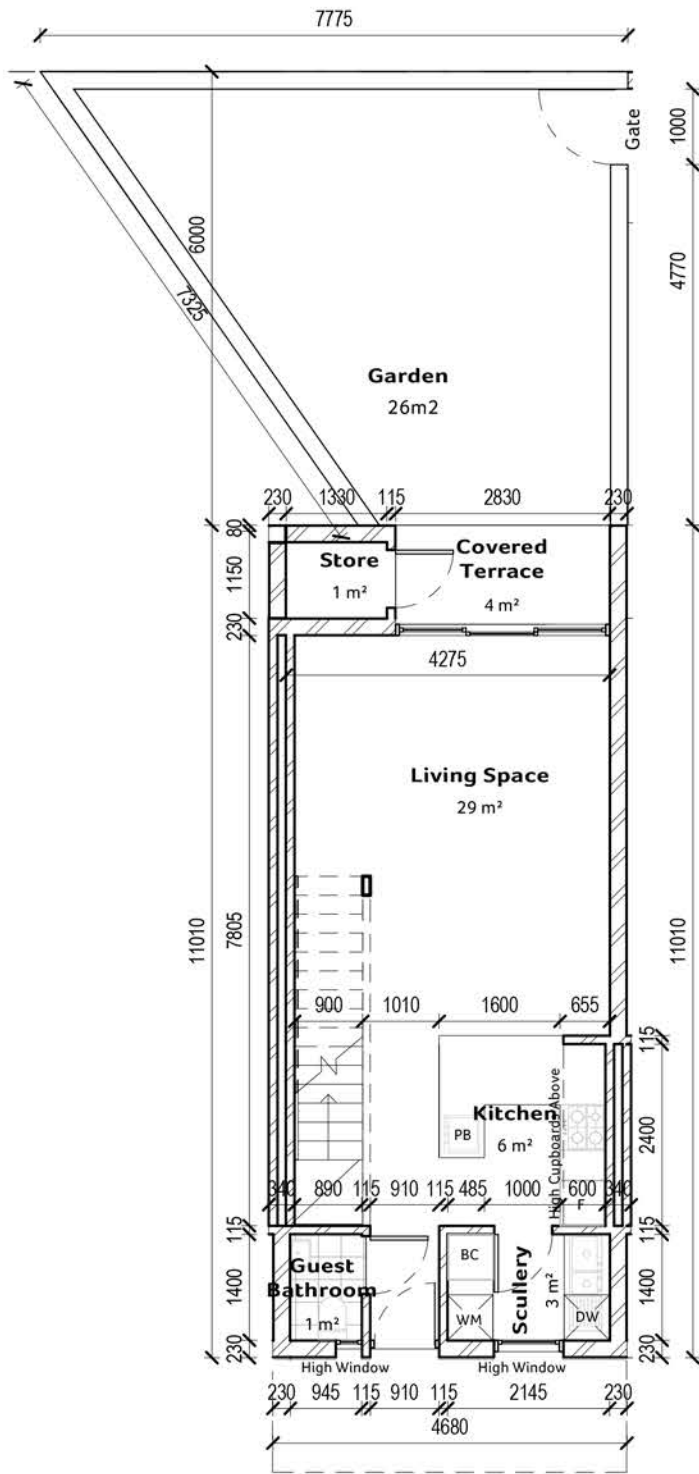 7775
1000
Gate
6000
7325
4770
Garden
26m2
230 1330 115 2830 230
80
1150
230
Store
1 m²
Covered
Terrace
4 m²
4275
Living Space
29 m²
11010
7805
11010
900 1010 1600 655
115
2400
Kitchen
6 m²
PB
High Cupboards Above
F
340 890 115 910 115 485 1000 600 340
115
1400
230
115
1400
230
Guest
Bathroom
1 m²
BC
WM
Scullery
3 m²
DW
High Window
High Window
230 945 115 910 115 2145 230
4680